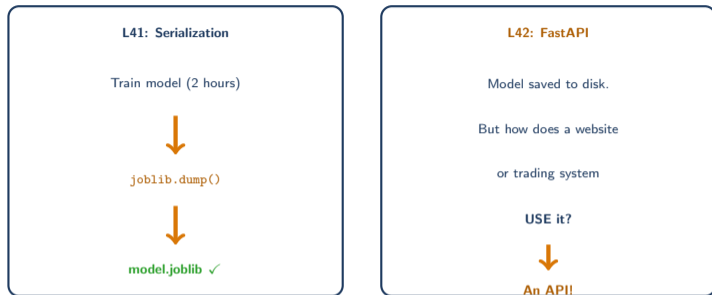 L41: Serialization
Train model (2 hours)
joblib.dump()
model.joblib ✓
L42: FastAPI
Model saved to disk.
But how does a website
or trading system
USE it?
An API!